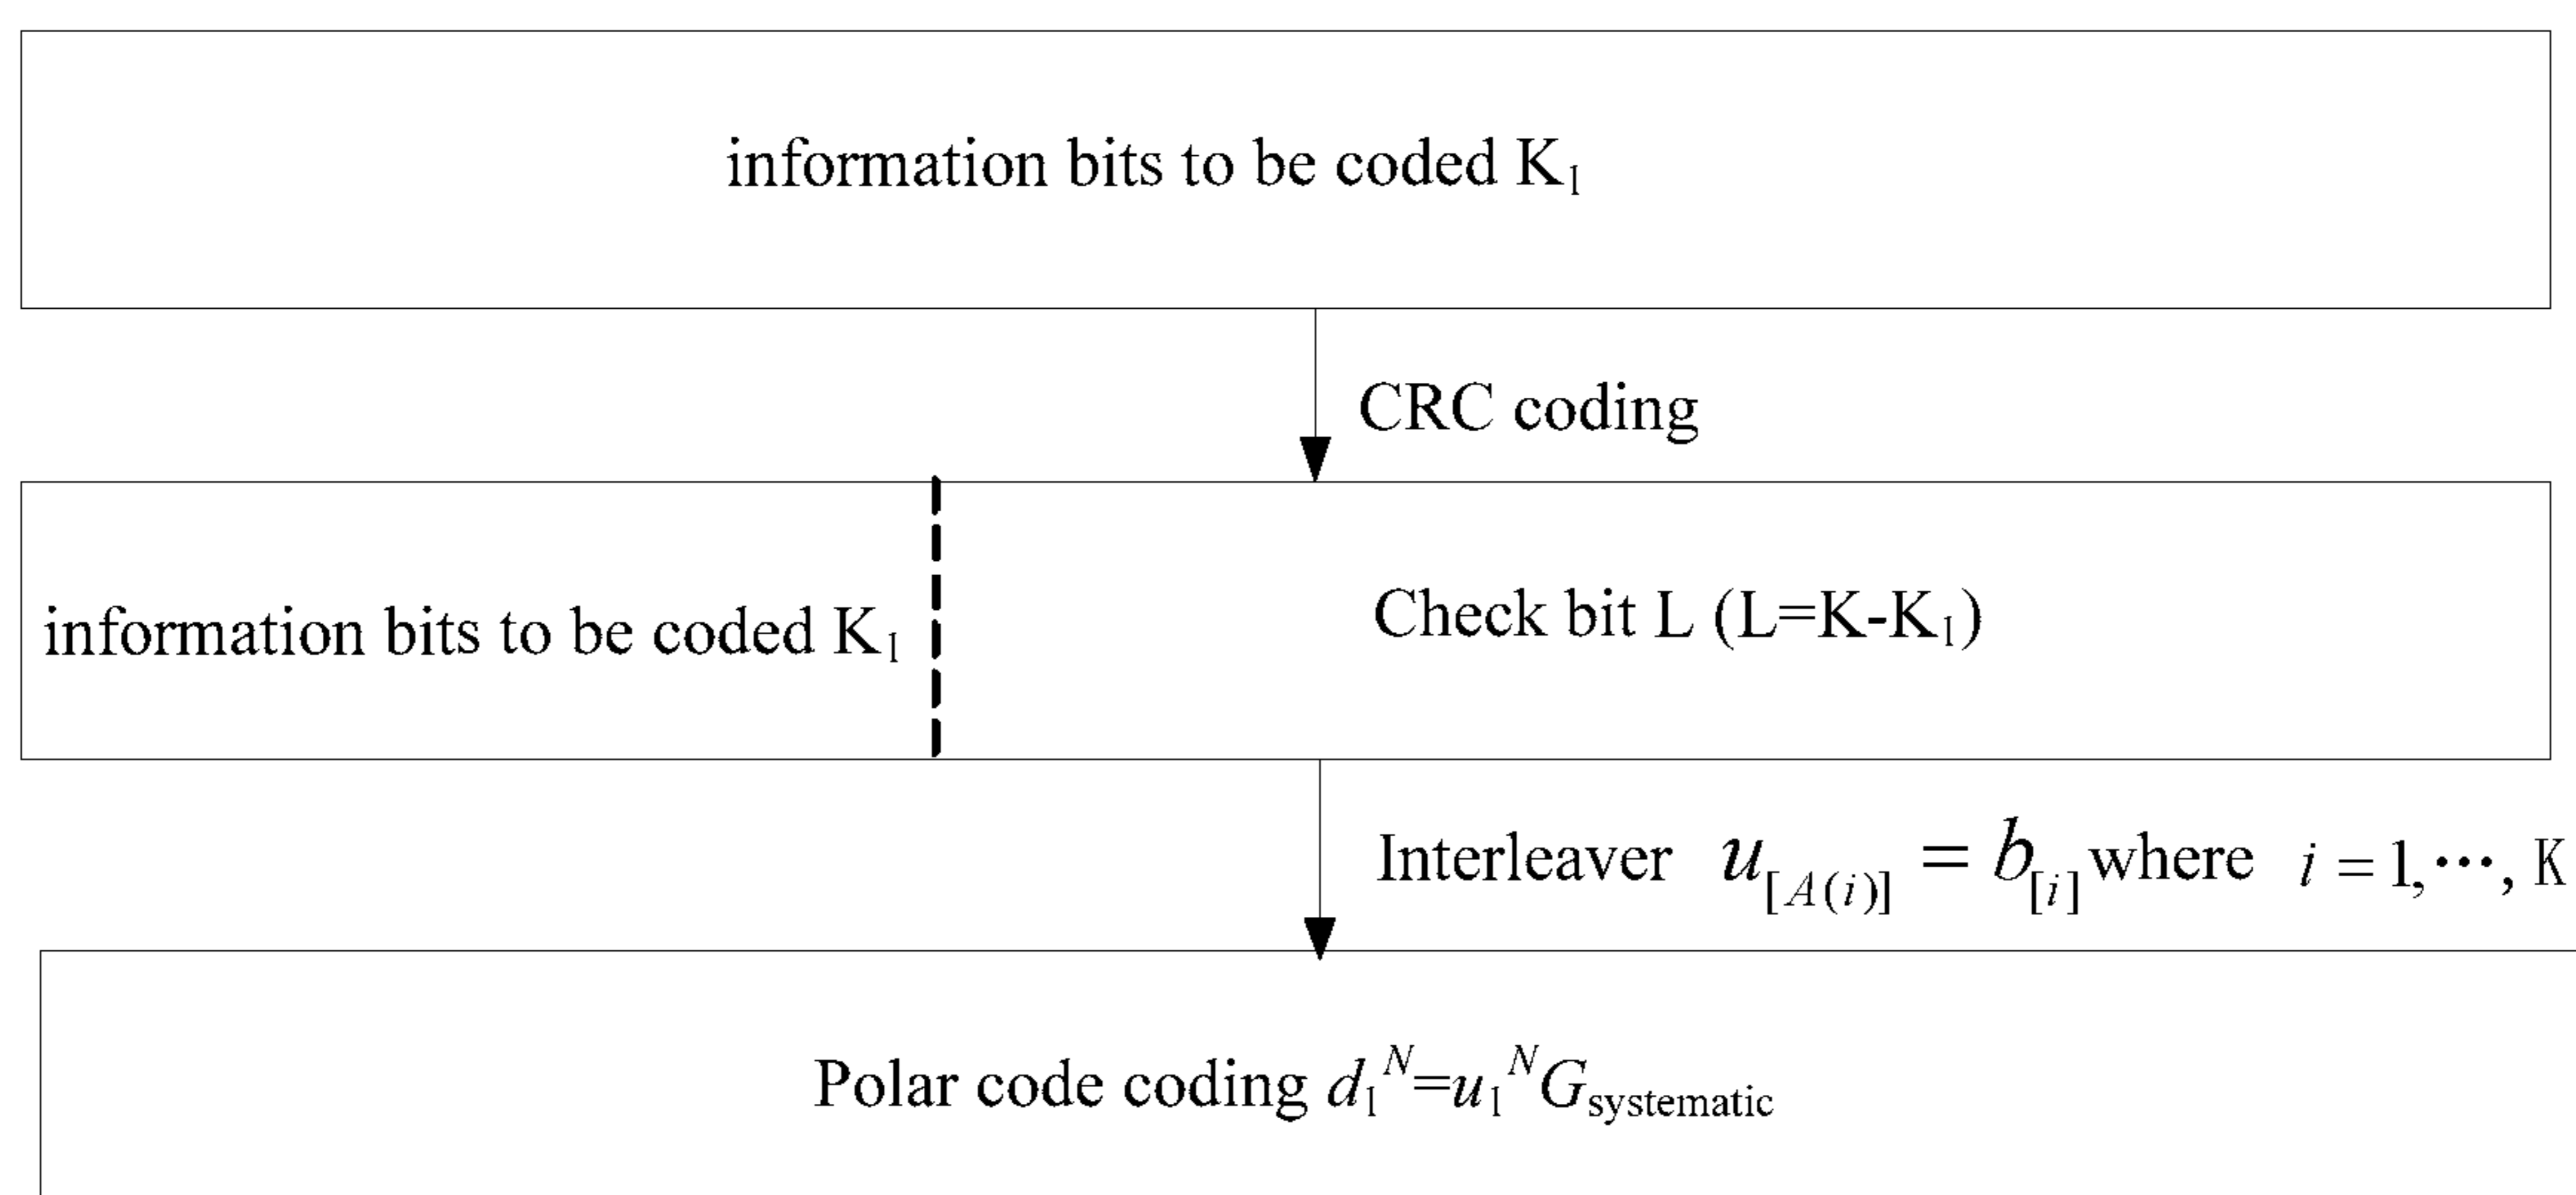 information bits to be coded K₁
CRC coding
information bits to be coded K₁
Check bit L (L=K-K₁)
Interleaver u[A(i)] = b[i] where i = 1,⋯, K
Polar code coding d₁ᴺ=u₁ᴺGsystematic